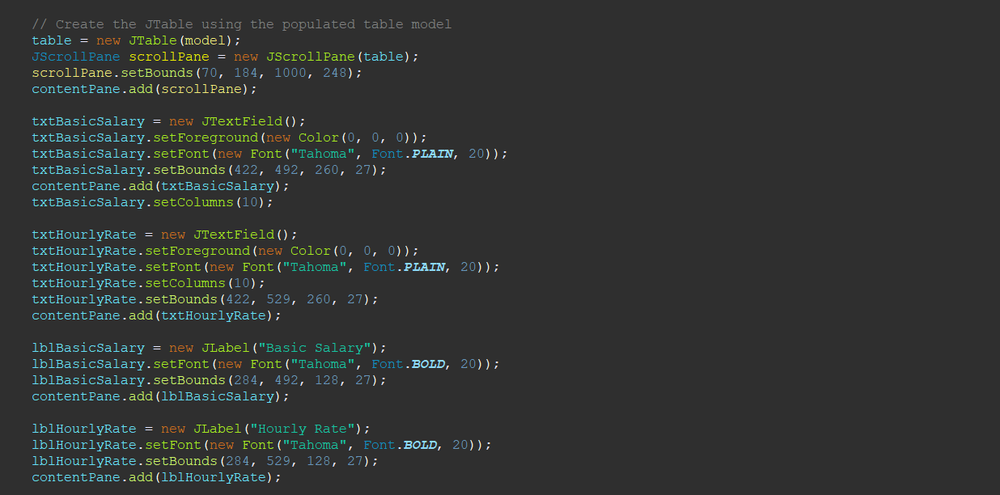 // Create the JTable using the populated table model
table = new JTable(model);
JScrollPane scrollPane = new JScrollPane(table);
scrollPane.setBounds(70, 184, 1000, 248);
contentPane.add(scrollPane);

txtBasicSalary = new JTextField();
txtBasicSalary.setForeground(new Color(0, 0, 0));
txtBasicSalary.setFont(new Font("Tahoma", Font.PLAIN, 20));
txtBasicSalary.setBounds(422, 492, 260, 27);
contentPane.add(txtBasicSalary);
txtBasicSalary.setColumns(10);

txtHourlyRate = new JTextField();
txtHourlyRate.setForeground(new Color(0, 0, 0));
txtHourlyRate.setFont(new Font("Tahoma", Font.PLAIN, 20));
txtHourlyRate.setColumns(10);
txtHourlyRate.setBounds(422, 529, 260, 27);
contentPane.add(txtHourlyRate);

lblBasicSalary = new JLabel("Basic Salary");
lblBasicSalary.setFont(new Font("Tahoma", Font.BOLD, 20));
lblBasicSalary.setBounds(284, 492, 128, 27);
contentPane.add(lblBasicSalary);

lblHourlyRate = new JLabel("Hourly Rate");
lblHourlyRate.setFont(new Font("Tahoma", Font.BOLD, 20));
lblHourlyRate.setBounds(284, 529, 128, 27);
contentPane.add(lblHourlyRate);